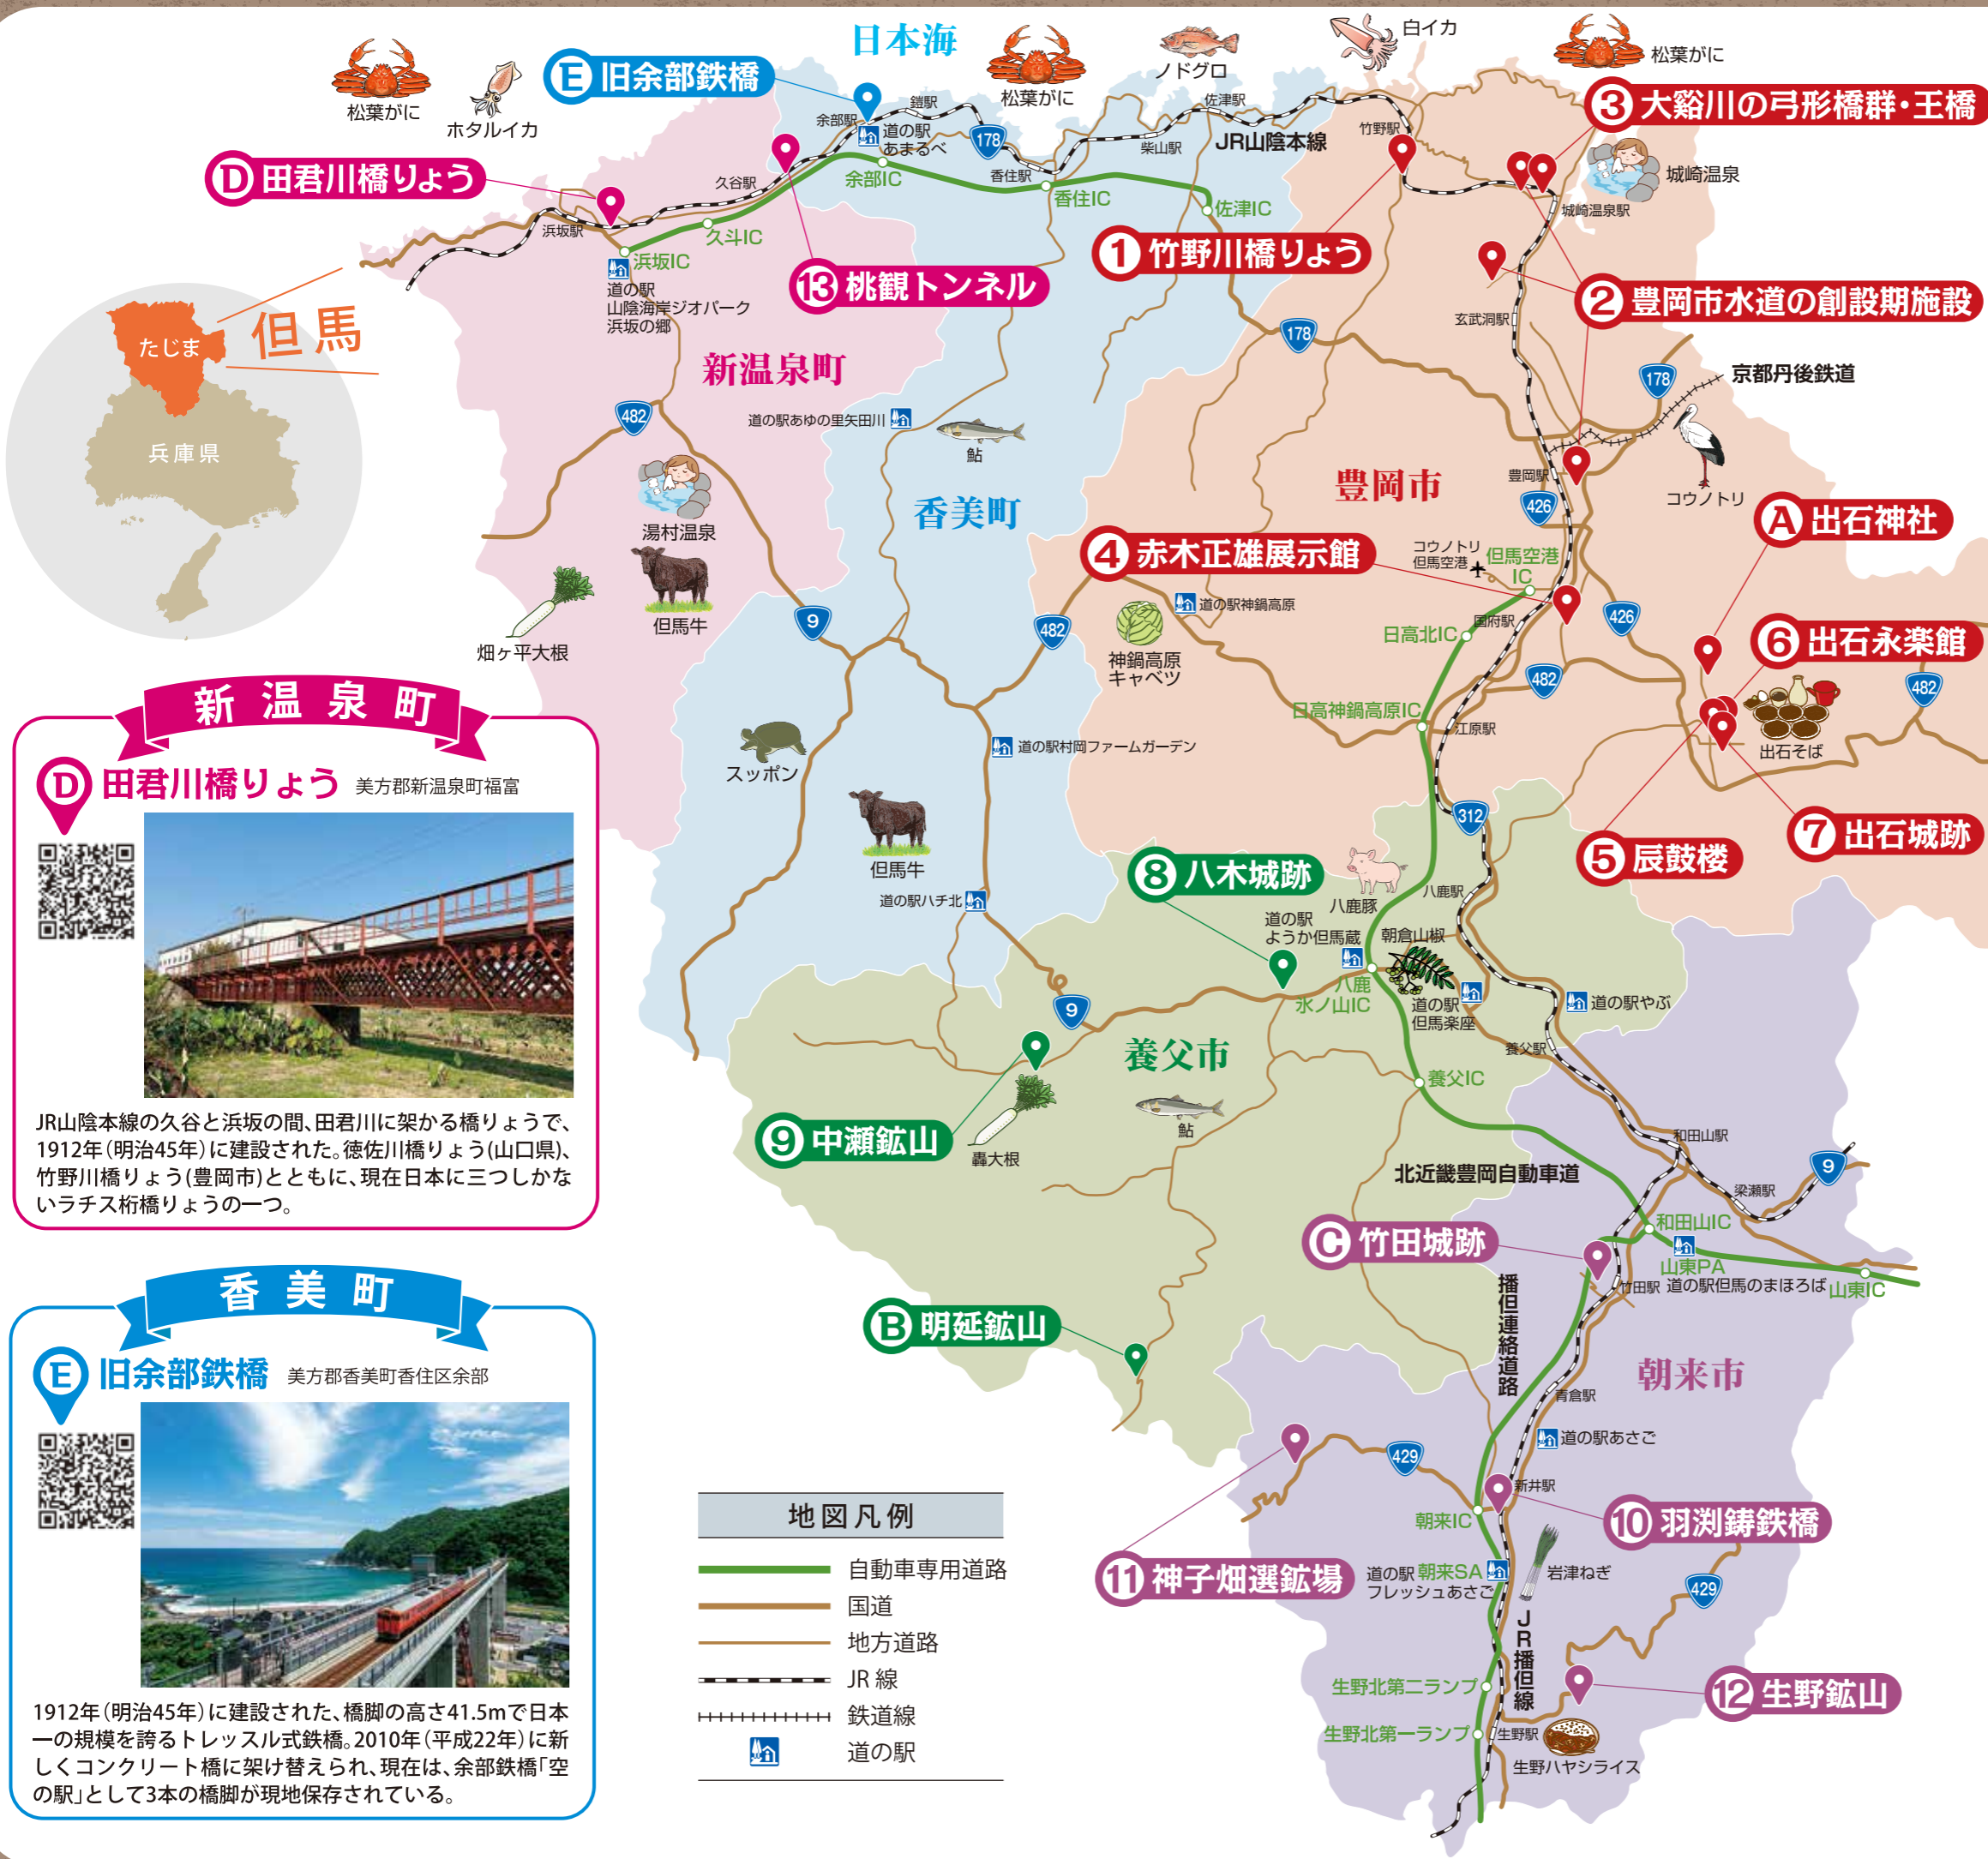 日本海
松葉がに
ホタルイカ
E 旧余部鉄橋
松葉がに
ノドグロ
白イカ
松葉がに
③ 大谿川の弓形橋群・王橋
城崎温泉
城崎温泉駅
D 田君川橋りょう
浜坂駅
久谷駅
余部駅
鎧駅
道の駅
あまるべ
178
香住駅
柴山駅
佐津駅
JR山陰本線
竹野駅
余部IC
香住IC
佐津IC
久斗IC
浜坂IC
道の駅
山陰海岸ジオパーク
浜坂の郷
⑬ 桃観トンネル
① 竹野川橋りょう
② 豊岡市水道の創設期施設
玄武洞駅
178
178
京都丹後鉄道
コウノトリ
但馬
たじま
兵庫県
新温泉町
482
湯村温泉
但馬牛
畑ヶ平大根
道の駅あゆの里矢田川
鮎
香美町
9
482
豊岡市
豊岡駅
426
④ 赤木正雄展示館
コウノトリ
但馬空港
但馬空港
IC
A 出石神社
道の駅神鍋高原
神鍋高原
キャベツ
国府駅
日高北IC
426
⑥ 出石永楽館
482
482
日高神鍋高原IC
江原駅
出石そば
⑦ 出石城跡
⑤ 辰鼓楼
スッポン
道の駅村岡ファームガーデン
但馬牛
道の駅ハチ北
312
⑧ 八木城跡
八鹿豚
八鹿駅
道の駅
ようか但馬蔵
朝倉山椒
八鹿
氷ノ山IC
道の駅
但馬楽座
道の駅やぶ
養父駅
9
養父市
養父IC
⑨ 中瀬鉱山
轟大根
鮎
北近畿豊岡自動車道
和田山駅
9
梁瀬駅
和田山IC
C 竹田城跡
山東PA
竹田駅
道の駅但馬のまほろば
山東IC
播但連絡道路
B 明延鉱山
朝来市
青倉駅
道の駅あさご
429
新井駅
朝来IC
⑩ 羽渕鋳鉄橋
⑪ 神子畑選鉱場
道の駅 朝来SA
フレッシュあさご
岩津ねぎ
429
JR播但線
生野北第二ランプ
⑫ 生野鉱山
生野北第一ランプ
生野駅
生野ハヤシライス
新温泉町
D 田君川橋りょう 美方郡新温泉町福富
JR山陰本線の久谷と浜坂の間、田君川に架かる橋りょうで、
1912年(明治45年)に建設された。徳佐川橋りょう(山口県)、
竹野川橋りょう(豊岡市)とともに、現在日本に三つしかな
いラチス桁橋りょうの一つ。
香美町
E 旧余部鉄橋 美方郡香美町香住区余部
1912年(明治45年)に建設された、橋脚の高さ41.5mで日本
一の規模を誇るトレッスル式鉄橋。2010年(平成22年)に新
しくコンクリート橋に架け替えられ、現在は、余部鉄橋「空
の駅」として3本の橋脚が現地保存されている。
地図凡例
自動車専用道路
国道
地方道路
JR線
鉄道線
道の駅